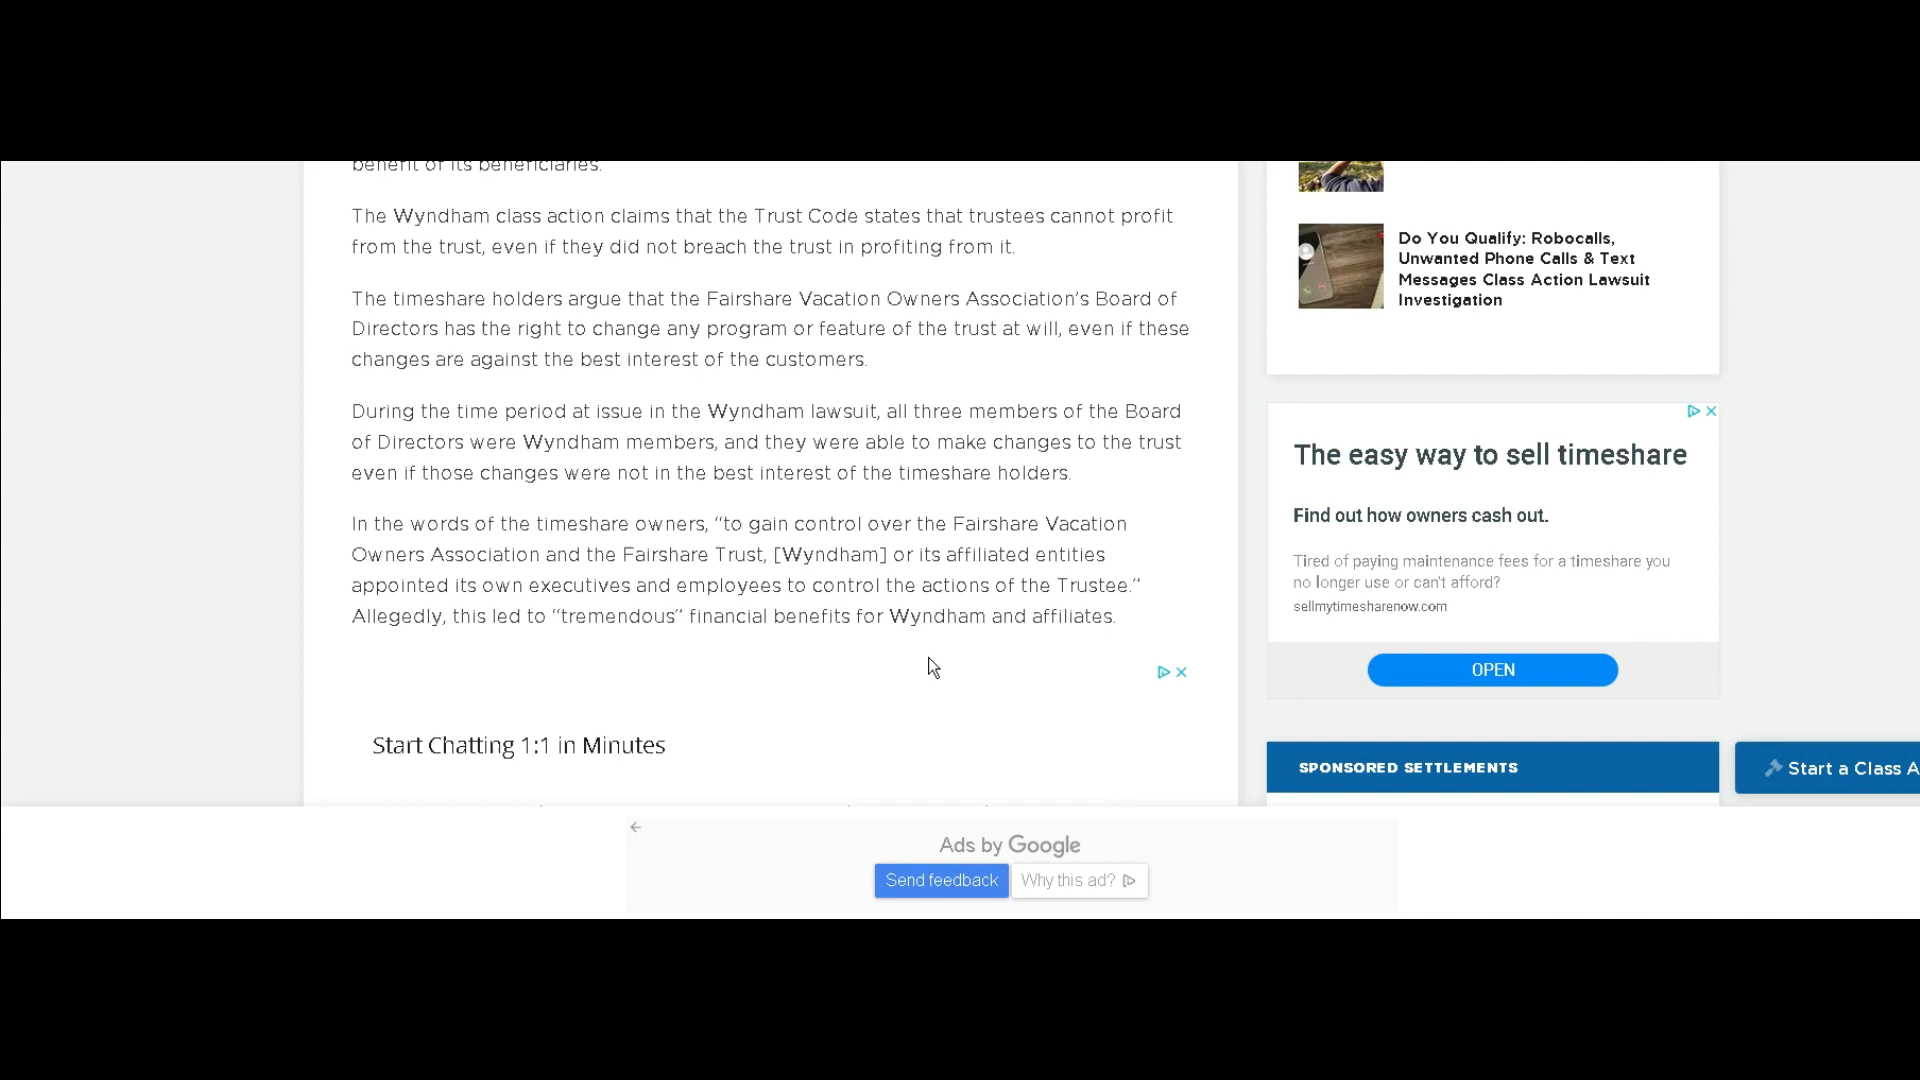 benefit of its beneficiaries.
The Wyndham class action claims that the Trust Code states that trustees cannot profit
from the trust, even if they did not breach the trust in profiting from it.
The timeshare holders argue that the Fairshare Vacation Owners Association’s Board of
Directors has the right to change any program or feature of the trust at will, even if these
changes are against the best interest of the customers.
During the time period at issue in the Wyndham lawsuit, all three members of the Board
of Directors were Wyndham members, and they were able to make changes to the trust
even if those changes were not in the best interest of the timeshare holders.
In the words of the timeshare owners, “to gain control over the Fairshare Vacation
Owners Association and the Fairshare Trust, [Wyndham] or its affiliated entities
appointed its own executives and employees to control the actions of the Trustee.”
Allegedly, this led to “tremendous” financial benefits for Wyndham and affiliates.
Start Chatting 1:1 in Minutes
Do You Qualify: Robocalls,
Unwanted Phone Calls & Text
Messages Class Action Lawsuit
Investigation
The easy way to sell timeshare
Find out how owners cash out.
Tired of paying maintenance fees for a timeshare you
no longer use or can't afford?
sellmytimesharenow.com
OPEN
SPONSORED SETTLEMENTS
Start a Class A
Ads by Google
Send feedback
Why this ad?